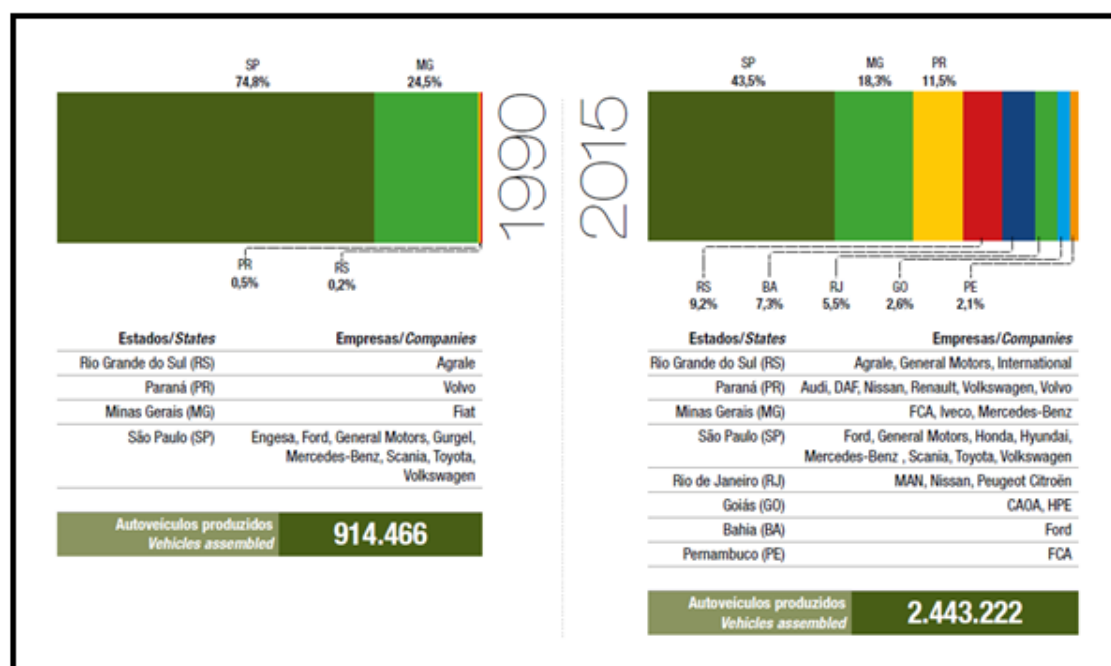 SP
74,8%
MG
24,5%
PR
0,5%
RS
0,2%
1990
Estados/States
Empresas/Companies
Rio Grande do Sul (RS)
Agrale
Paraná (PR)
Volvo
Minas Gerais (MG)
Fiat
São Paulo (SP)
Engesa, Ford, General Motors, Gurgel,
Mercedes-Benz, Scania, Toyota,
Volkswagen
Autoveículos produzidos
Vehicles assembled
914.466
2015
SP
43,5%
MG
18,3%
PR
11,5%
RS
9,2%
BA
7,3%
RJ
5,5%
GO
2,6%
PE
2,1%
Estados/States
Empresas/Companies
Rio Grande do Sul (RS)
Agrale, General Motors, International
Paraná (PR)
Audi, DAF, Nissan, Renault, Volkswagen, Volvo
Minas Gerais (MG)
FCA, Iveco, Mercedes-Benz
São Paulo (SP)
Ford, General Motors, Honda, Hyundai,
Mercedes-Benz , Scania, Toyota, Volkswagen
Rio de Janeiro (RJ)
MAN, Nissan, Peugeot Citroën
Goiás (GO)
CAOA, HPE
Bahia (BA)
Ford
Pernambuco (PE)
FCA
Autoveículos produzidos
Vehicles assembled
2.443.222